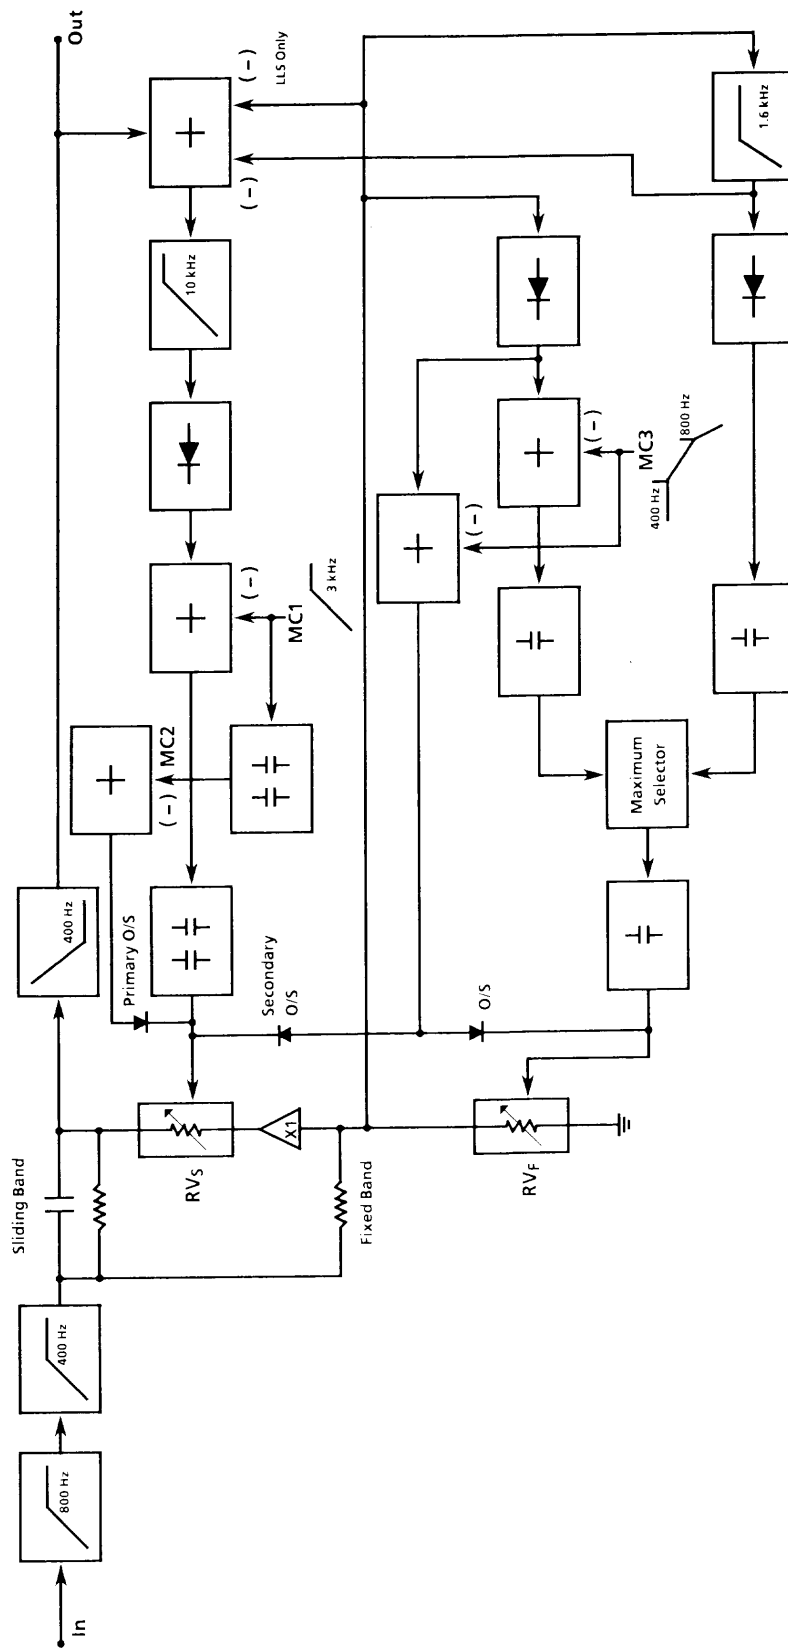 In
800 Hz
400 Hz
Sliding Band
400 Hz
Out
Primary O/S
(-) MC2
MC1
3 kHz
(-)
10 kHz
(-)
(-)
LLS Only
RVS
X1
Secondary
O/S
Fixed Band
(-)
O/S
RVF
Maximum
Selector
(-)
MC3
400 Hz
800 Hz
1.6 kHz